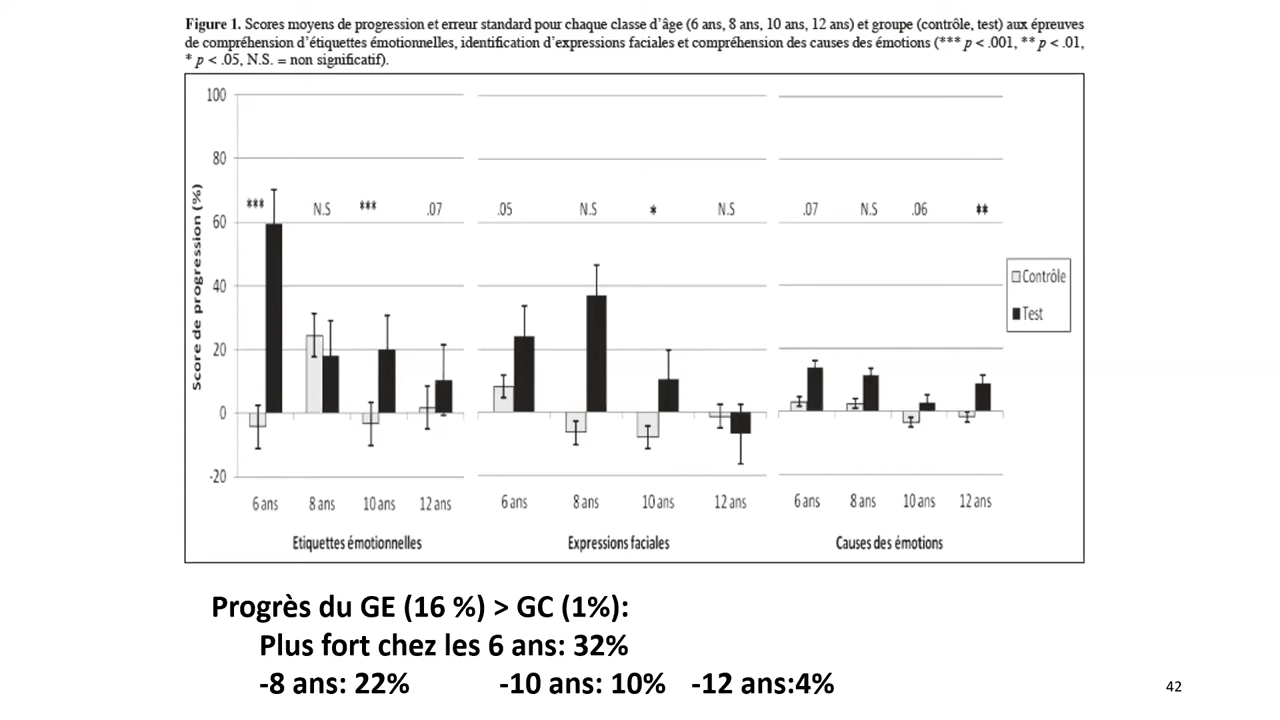 Figure 1. Scores moyens de progression et erreur standard pour chaque classe d'âge (6 ans, 8 ans, 10 ans, 12 ans) et groupe (contrôle, test) aux épreuves
de compréhension d'étiquettes émotionnelles, identification d'expressions faciales et compréhension des causes des émotions (*** p < .001, ** p < .01,
* p < .05, N.S. = non significatif).
Score de progression (%)
100
80
60
40
20
0
-20
*** N.S *** .07
.05 N.S * N.S
.07 N.S .06 **
Contrôle
Test
6 ans 8 ans 10 ans 12 ans
6 ans 8 ans 10 ans 12 ans
6 ans 8 ans 10 ans 12 ans
Etiquettes émotionnelles
Expressions faciales
Causes des émotions
Progrès du GE (16 %) > GC (1%):
Plus fort chez les 6 ans: 32%
-8 ans: 22% -10 ans: 10% -12 ans:4%
42